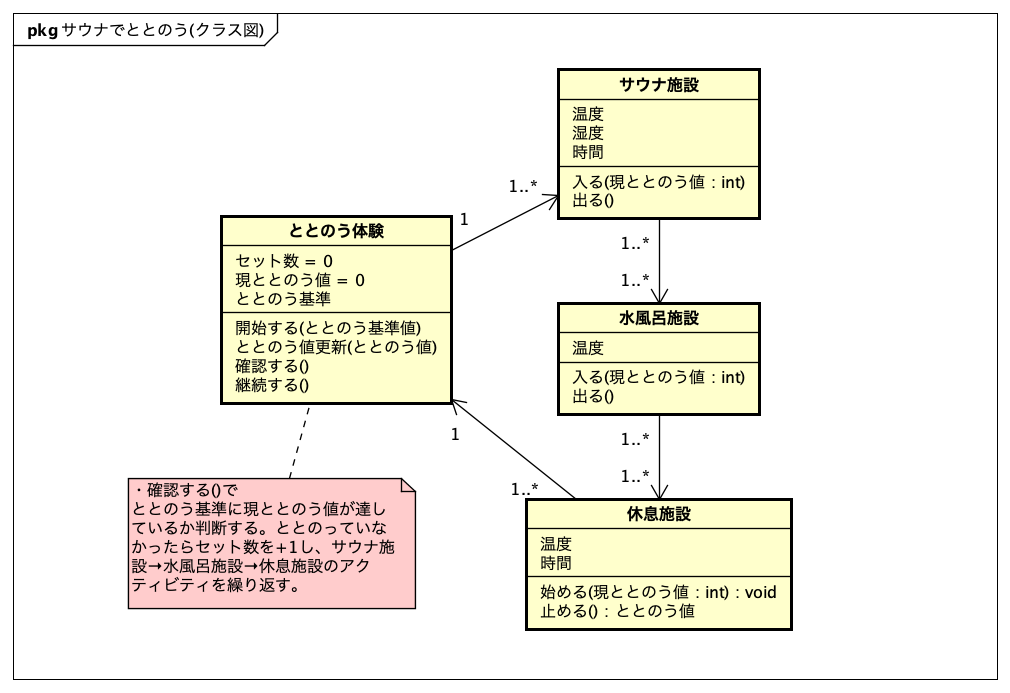 pkg サウナでととのう(クラス図)
サウナ施設
温度
湿度
時間
入る(現ととのう値 : int)
出る()
1..*
1
ととのう体験
セット数 = 0
現ととのう値 = 0
ととのう基準
開始する(ととのう基準値)
ととのう値更新(ととのう値)
確認する()
継続する()
1..*
1..*
水風呂施設
温度
入る(現ととのう値 : int)
出る()
1
1..*
1..*
1..*
休息施設
温度
時間
始める(現ととのう値 : int) : void
止める() : ととのう値
・確認する()で
ととのう基準に現ととのう値が達し
ているか判断する。ととのっていな
かったらセット数を+1し、サウナ施
設→水風呂施設→休息施設のアク
ティビティを繰り返す。